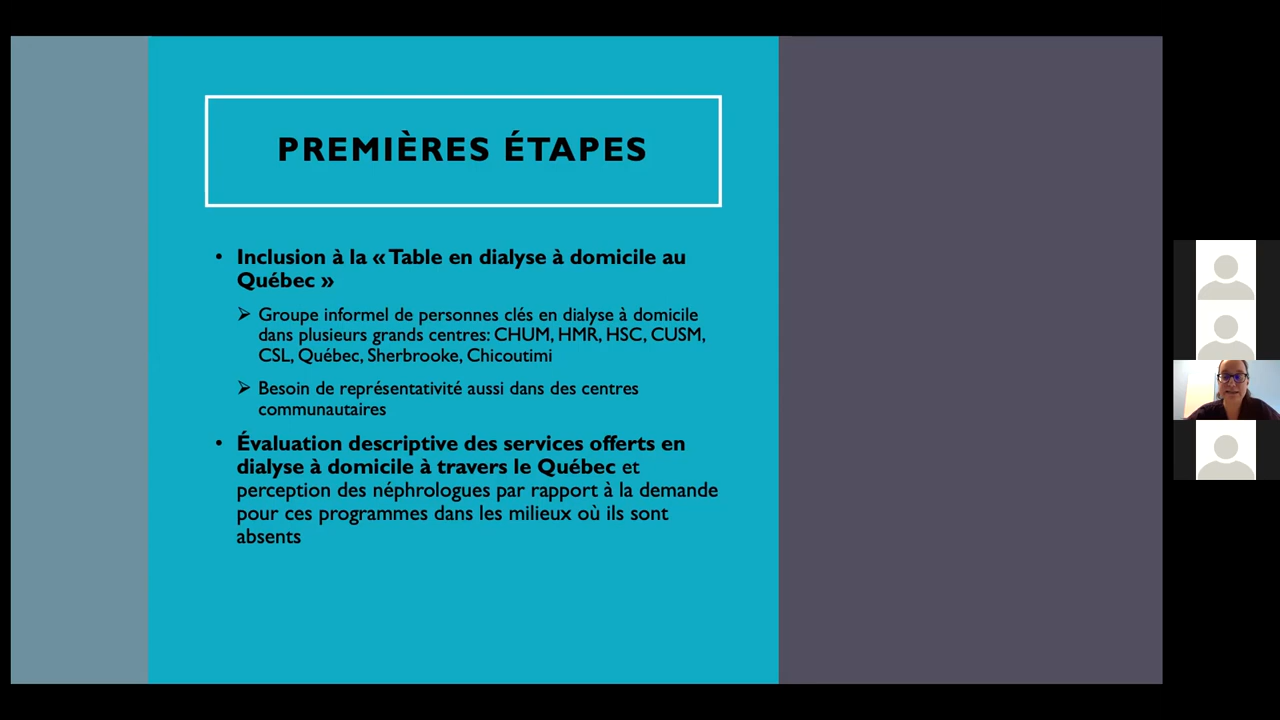 PREMIÈRES ÉTAPES
• Inclusion à la « Table en dialyse à domicile au
Québec »
➢ Groupe informel de personnes clés en dialyse à domicile
dans plusieurs grands centres: CHUM, HMR, HSC, CUSM,
CSL, Québec, Sherbrooke, Chicoutimi
➢ Besoin de représentativité aussi dans des centres
communautaires
• Évaluation descriptive des services offerts en
dialyse à domicile à travers le Québec et
perception des néphrologues par rapport à la demande
pour ces programmes dans les milieux où ils sont
absents